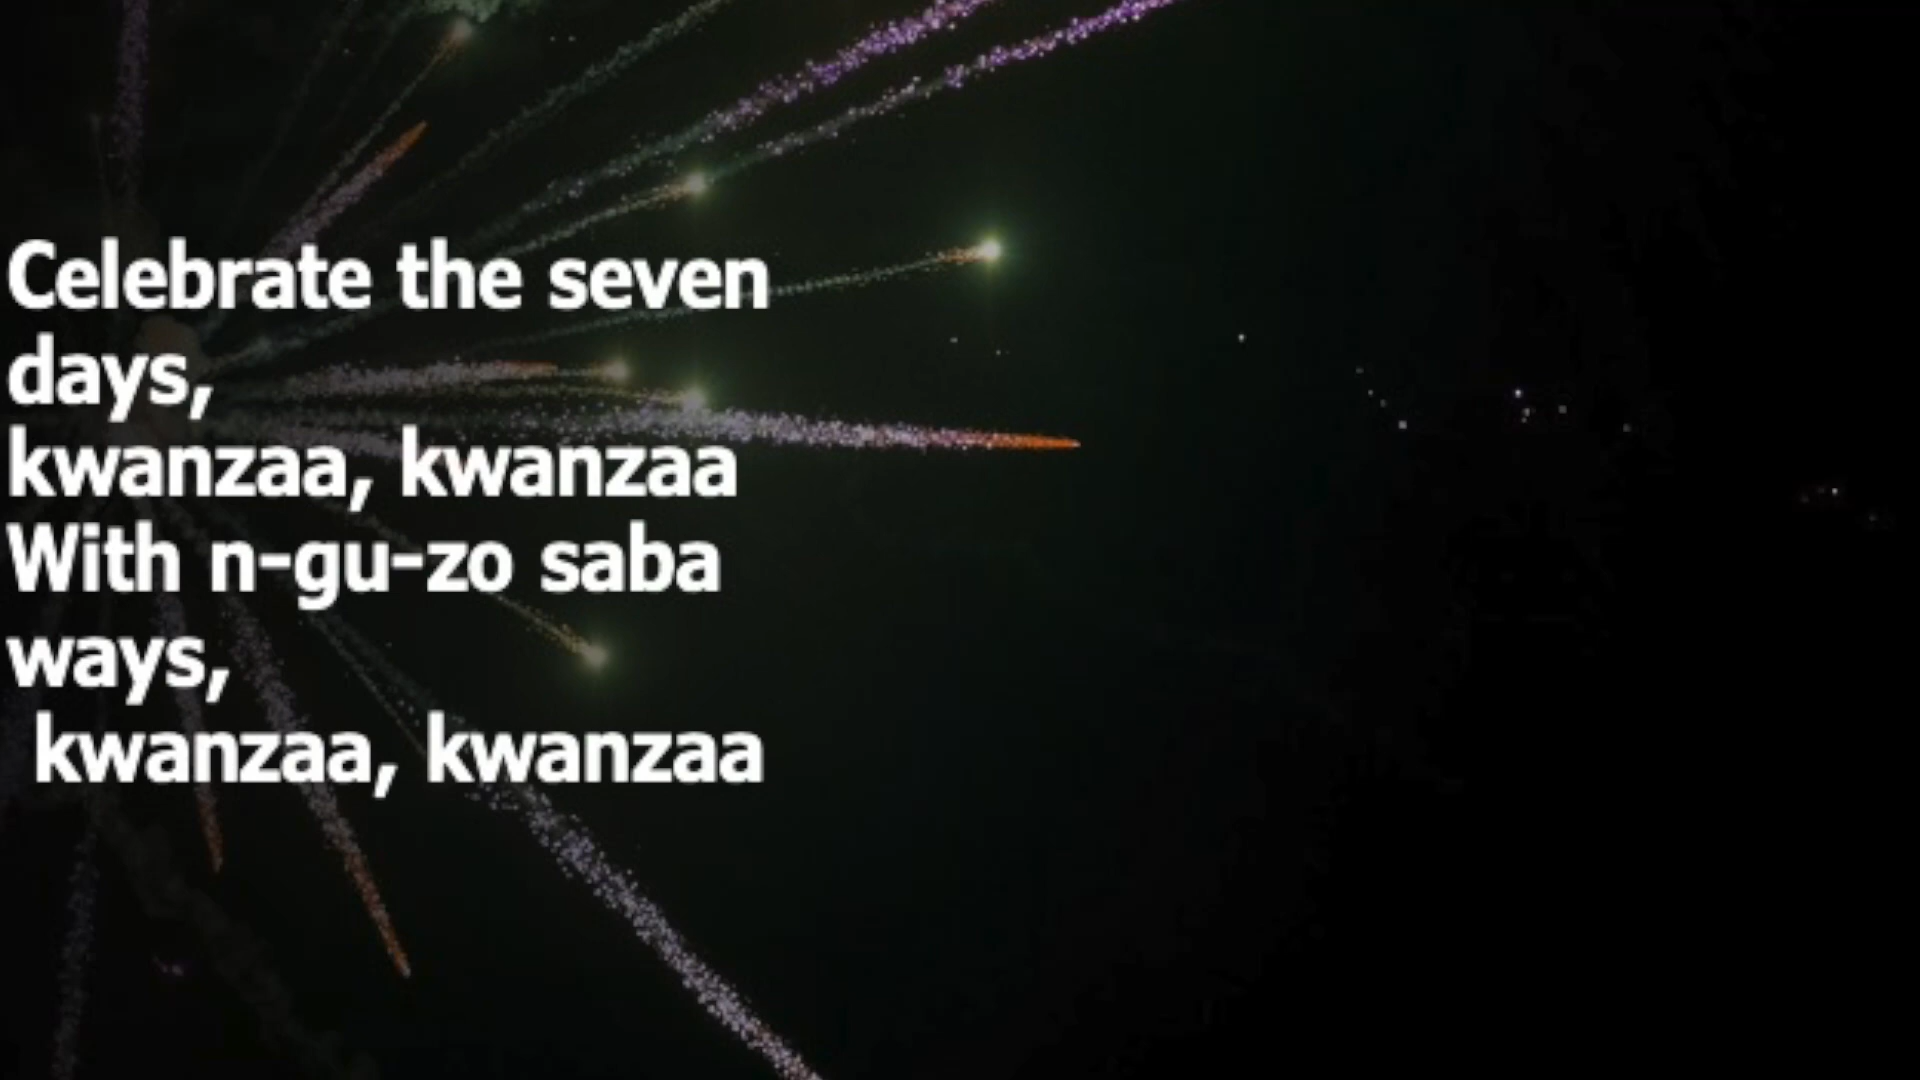 Celebrate the seven
days,
kwanzaa, kwanzaa
With n-gu-zo saba
ways,
kwanzaa, kwanzaa